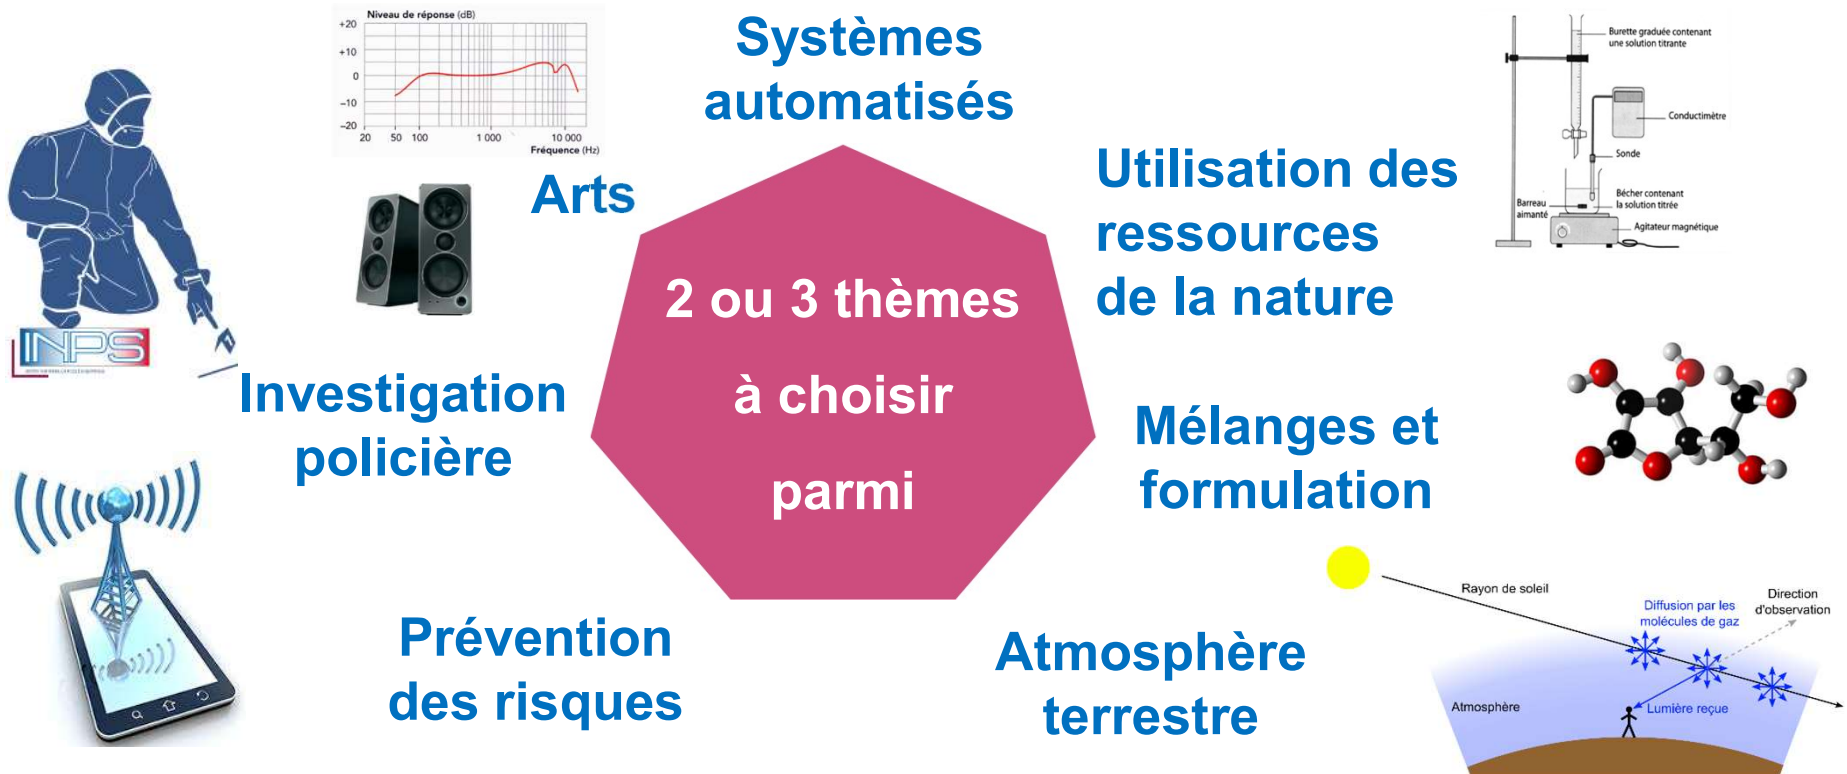 Niveau de réponse (dB)
+20
+10
0
–10
–20
20 50 100 1 000 10 000
Fréquence (Hz)
Systèmes
automatisés
Burette graduée contenant
une solution titrante
Conductimètre
Sonde
Bécher contenant
la solution titrée
Barreau
aimanté
Agitateur magnétique
Arts
Utilisation des
ressources
de la nature
2 ou 3 thèmes
à choisir
parmi
INPS
Investigation
policière
Mélanges et
formulation
Prévention
des risques
Atmosphère
terrestre
Rayon de soleil
Diffusion par les
molécules de gaz
Direction
d'observation
Atmosphère
Lumière reçue